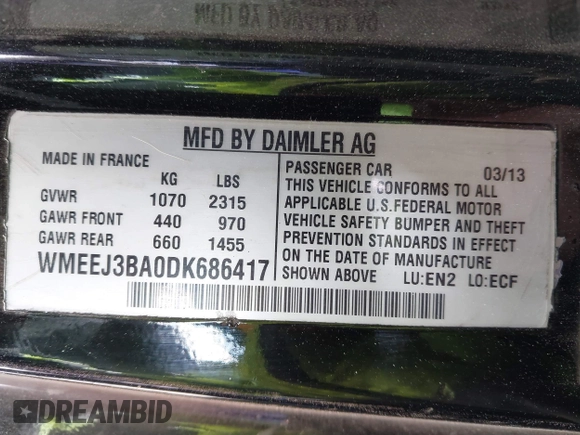 MFD BY DAIMLER AG
MADE IN FRANCE
KG LBS
GVWR 1070 2315
GAWR FRONT 440 970
GAWR REAR 660 1455
WMEEJ3BA0DK686417
PASSENGER CAR 03/13
THIS VEHICLE CONFORMS TO ALL
APPLICABLE U.S.FEDERAL MOTOR
VEHICLE SAFETY BUMPER AND THEFT
PREVENTION STANDARDS IN EFFECT
ON THE DATE OF MANUFACTURE
SHOWN ABOVE LU:EN2 LO:ECF
DREAMBID